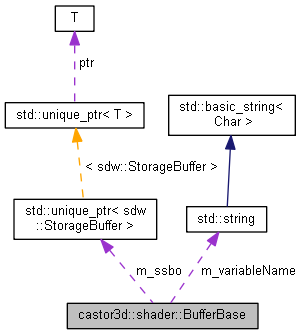 T
ptr
std::unique_ptr< T >
std::basic_string<
Char >
< sdw::StorageBuffer >
std::unique_ptr< sdw
::StorageBuffer >
std::string
m_ssbo
m_variableName
castor3d::shader::BufferBase